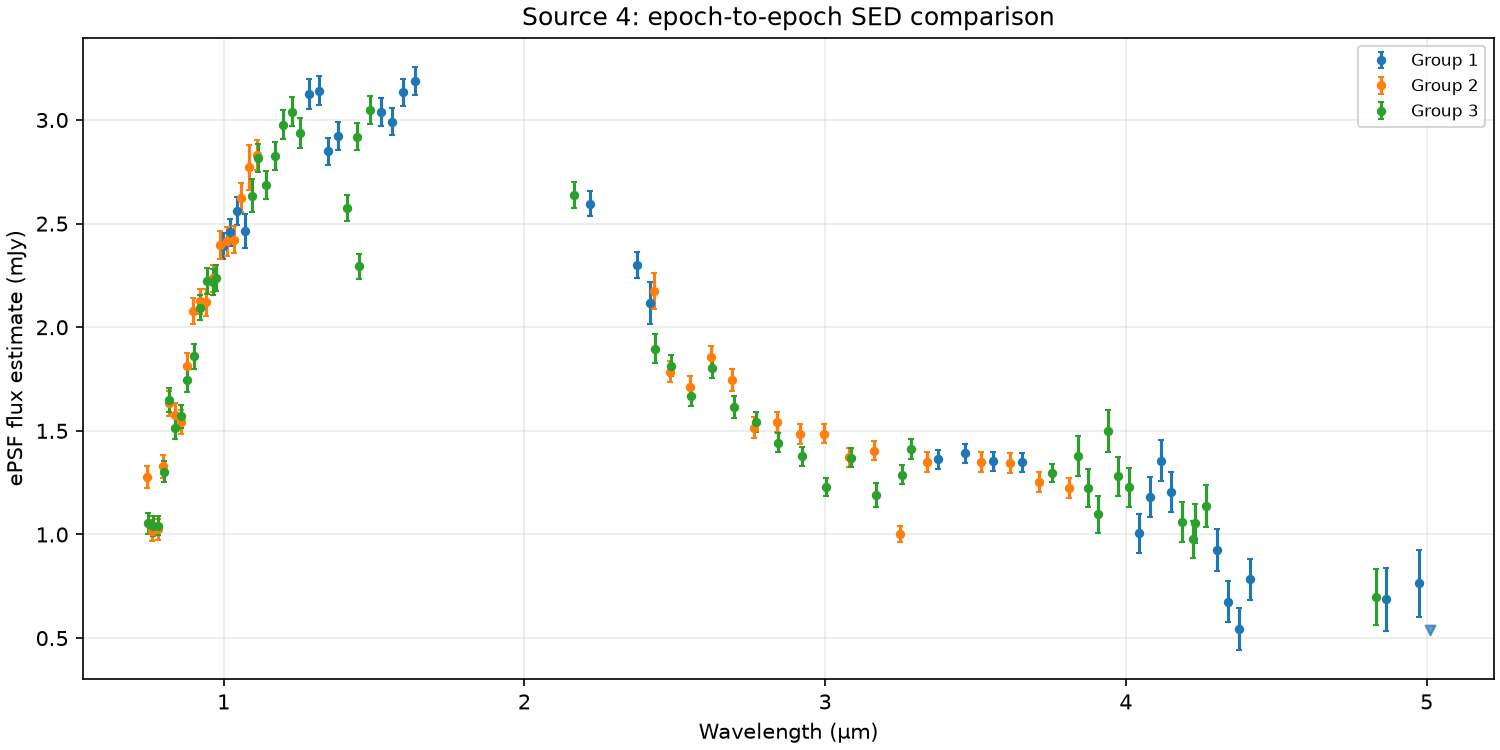 Source 4: epoch-to-epoch SED comparison
Group 1
Group 2
Group 3
ePSF flux estimate (mJy)
3.0
2.5
2.0
1.5
1.0
0.5
1 2 3 4 5
Wavelength (µm)